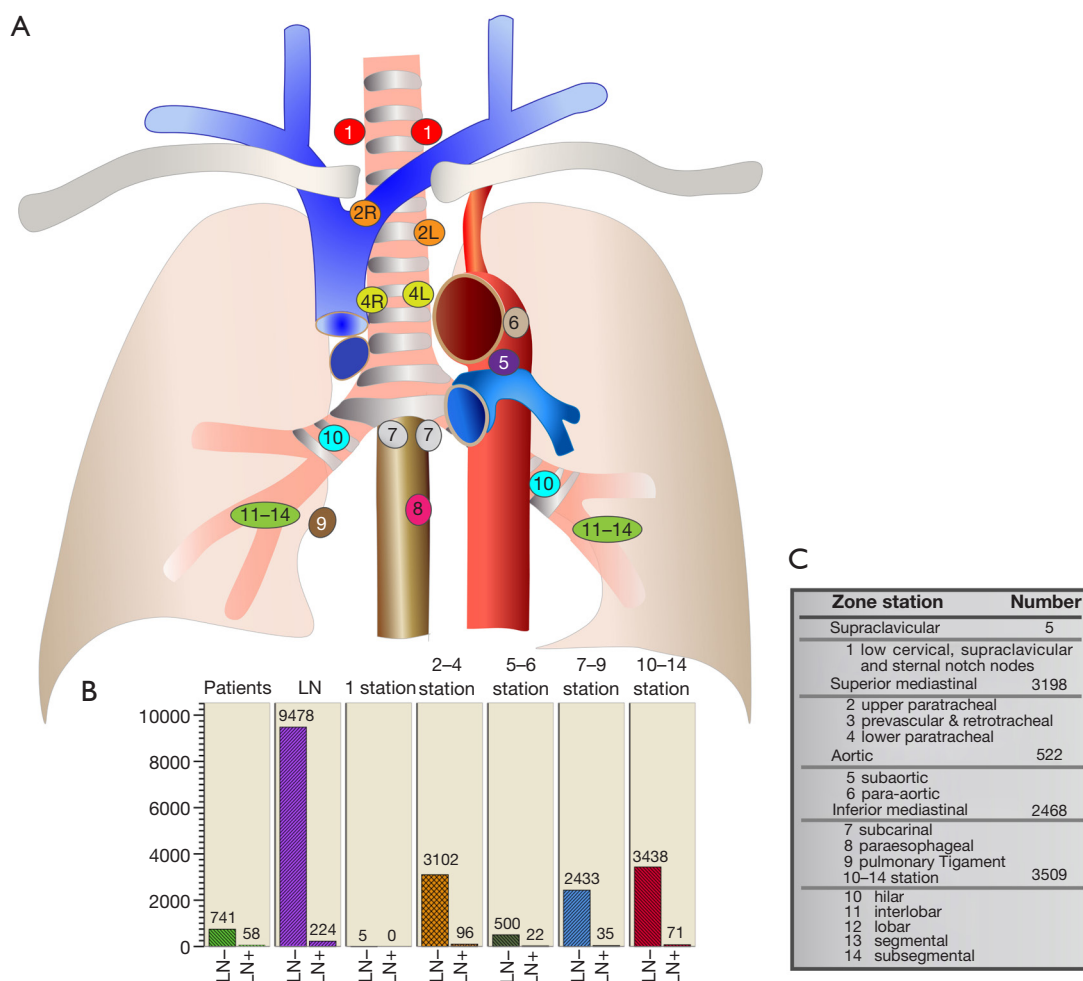 A
1
1
2R
2L
4R
4L
6
5
10
7
7
10
8
11–14
9
11–14
B
Patients
LN
1 station
2–4 station
5–6 station
7–9 station
10–14 station
10000
8000
6000
4000
2000
0
741
58
9478
224
5
0
3102
96
500
22
2433
35
3438
71
LN−
LN+
LN−
LN+
LN−
LN+
LN−
LN+
LN−
LN+
LN−
LN+
LN−
LN+
C
Zone station Number
Supraclavicular 5
1 low cervical, supraclavicular
and sternal notch nodes
Superior mediastinal 3198
2 upper paratracheal
3 prevascular & retrotracheal
4 lower paratracheal
Aortic 522
5 subaortic
6 para-aortic
Inferior mediastinal 2468
7 subcarinal
8 paraesophageal
9 pulmonary Tigament
10–14 station 3509
10 hilar
11 interlobar
12 lobar
13 segmental
14 subsegmental